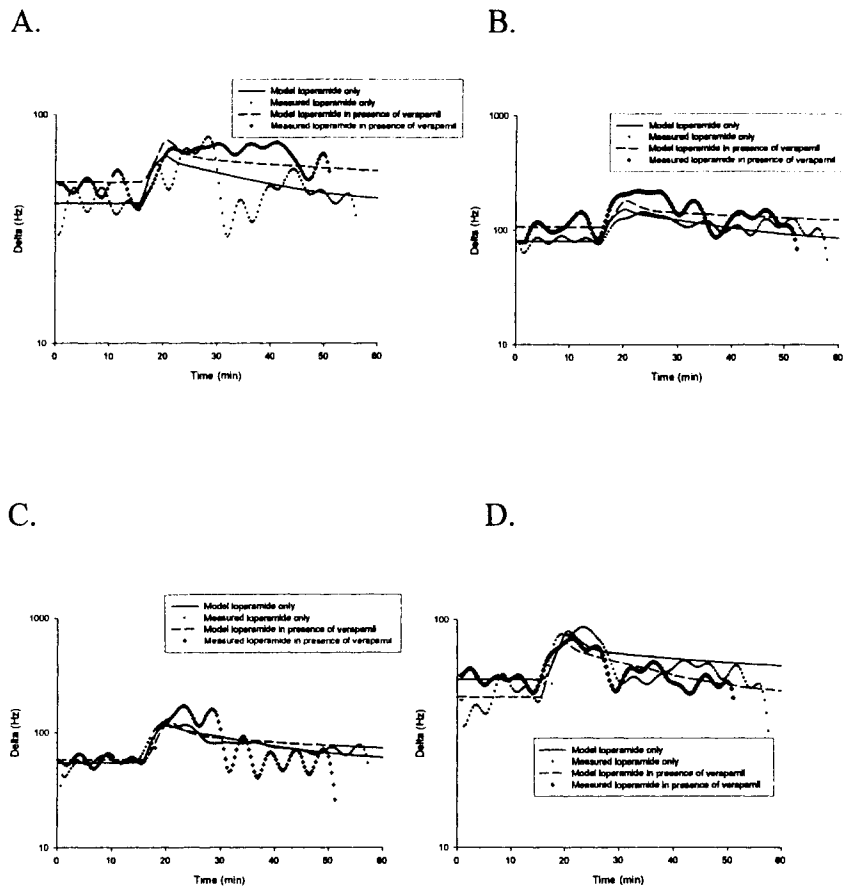 A.
Model loperamide only
Measured loperamide only
Model loperamide in presence of verapamil
Measured loperamide in presence of verapamil
100
10
Delta (Hz)
0 10 20 30 40 50 60
Time (min)
B.
Model loperamide only
Measured loperamide only
Model loperamide in presence of verapamil
Measured loperamide in presence of verapamil
1000
100
10
Delta (Hz)
0 10 20 30 40 50 60
Time (min)
C.
Model loperamide only
Measured loperamide only
Model loperamide in presence of verapamil
Measured loperamide in presence of verapamil
1000
100
10
Delta (Hz)
0 10 20 30 40 50 60
Time (min)
D.
100
10
Delta (Hz)
Model loperamide only
Measured loperamide only
Model loperamide in presence of verapamil
Measured loperamide in presence of verapamil
0 10 20 30 40 50 60
Time (min)